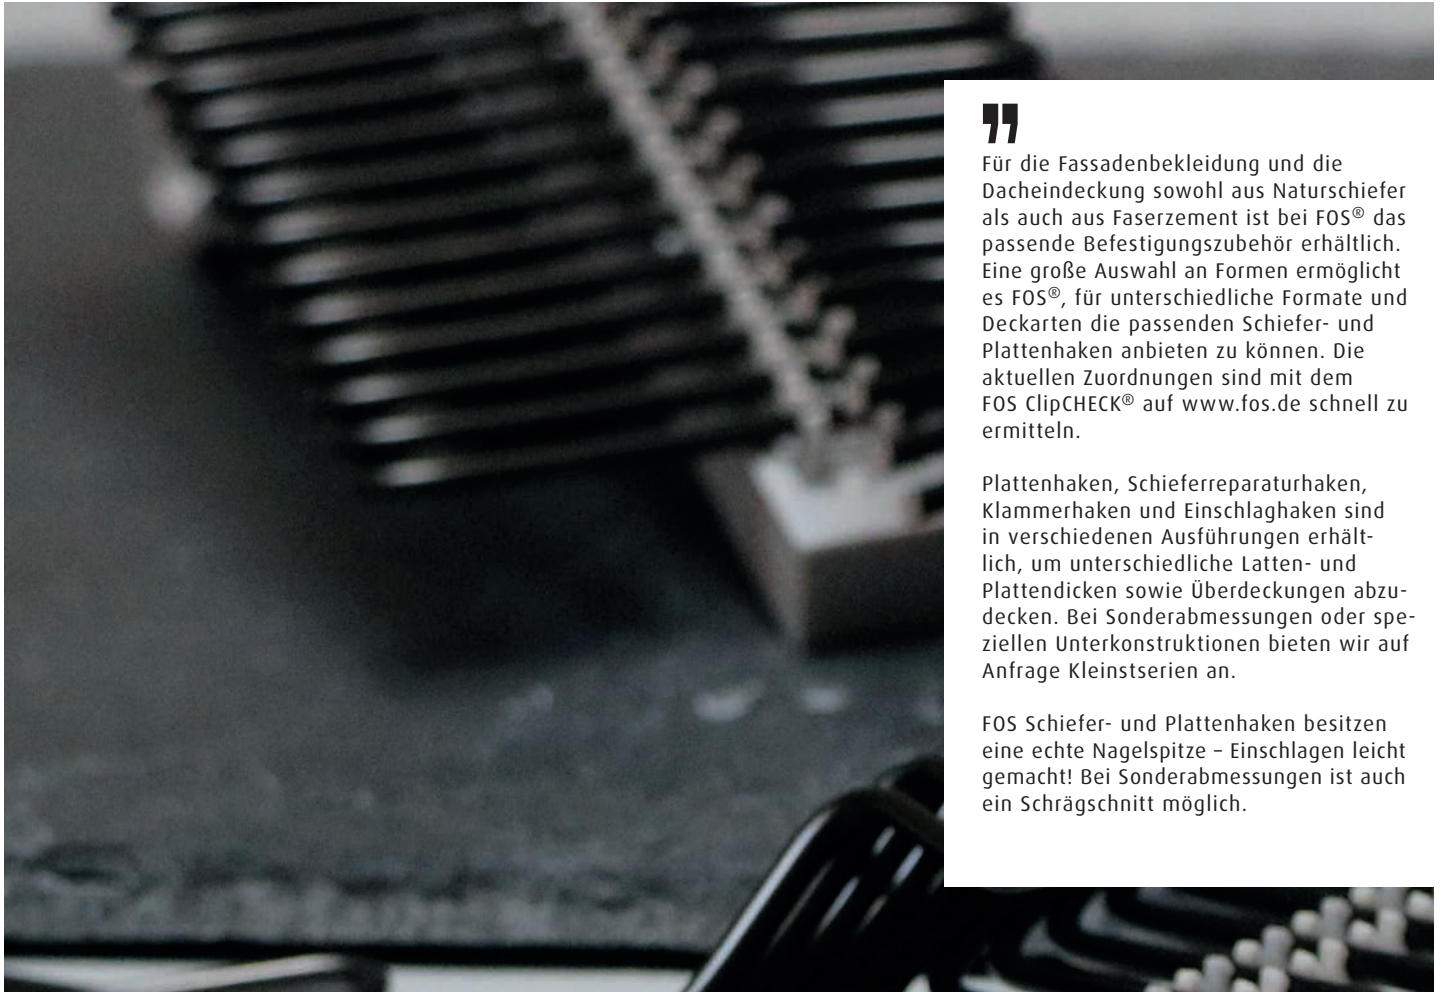 "
Für die Fassadenbekleidung und die
Dacheindeckung sowohl aus Naturschiefer
als auch aus Faserzement ist bei FOS® das
passende Befestigungszubehör erhältlich.
Eine große Auswahl an Formen ermöglicht
es FOS®, für unterschiedliche Formate und
Deckarten die passenden Schiefer- und
Plattenhaken anbieten zu können. Die
aktuellen Zuordnungen sind mit dem
FOS ClipCHECK® auf www.fos.de schnell zu
ermitteln.
Plattenhaken, Schieferreparaturhaken,
Klammerhaken und Einschlaghaken sind
in verschiedenen Ausführungen erhält-
lich, um unterschiedliche Latten- und
Plattendicken sowie Überdeckungen abzu-
decken. Bei Sonderabmessungen oder spe-
ziellen Unterkonstruktionen bieten wir auf
Anfrage Kleinstserien an.
FOS Schiefer- und Plattenhaken besitzen
eine echte Nagelspitze – Einschlagen leicht
gemacht! Bei Sonderabmessungen ist auch
ein Schrägschnitt möglich.